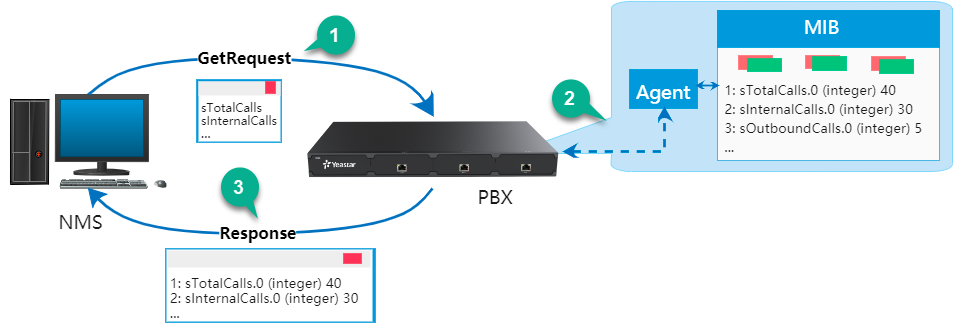 1
GetRequest
sTotalCalls
sInternalCalls
...
NMS
Yeastar
PBX
2
Agent
MIB
1: sTotalCalls.0 (integer) 40
2: sInternalCalls.0 (integer) 30
3: sOutboundCalls.0 (integer) 5
...
3
Response
1: sTotalCalls.0 (integer) 40
2: sInternalCalls.0 (integer) 30
...